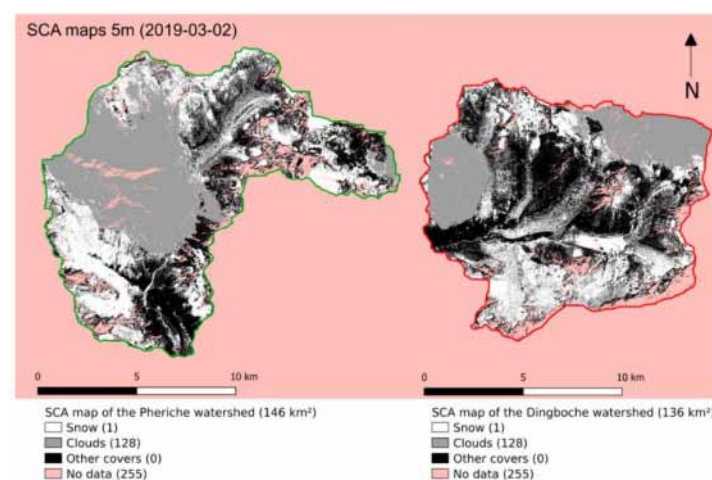 SCA maps 5m (2019-03-02)
N
0 5 10 km
0 5 10 km
SCA map of the Pheriche watershed (146 km²)
Snow (1)
Clouds (128)
Other covers (0)
No data (255)
SCA map of the Dingboche watershed (136 km²)
Snow (1)
Clouds (128)
Other covers (0)
No data (255)